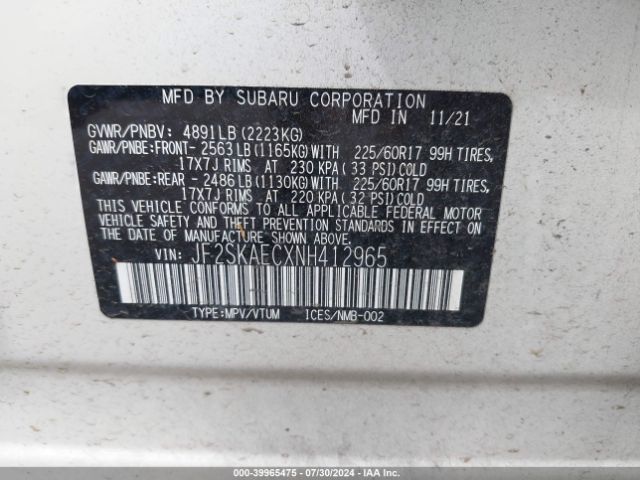 MFD BY SUBARU CORPORATION
MFD IN 11/21
GVWR/PNBV: 4891LB(2223KG)
GAWR/PNBE:FRONT- 2563LB(1165KG)WITH 225/60R17 99H TIRES,
17X7J RIMS AT 230 KPA( 33 PSI)COLD
GAWR/PNBE:REAR - 2486LB(1130KG)WITH 225/60R17 99H TIRES,
17X7J RIMS AT 220 KPA( 32 PSI)COLD
THIS VEHICLE CONFORMS TO ALL APPLICABLE FEDERAL MOTOR
VEHICLE SAFETY AND THEFT PREVENTION STANDARDS
IN EFFECT ON THE DATE OF MANUFACTURE SHOWN ABOVE.
VIN: JF2SKAECXNH412965
TYPE:MPV/VTUM ICES/NMB-002
000-39965475 - 07/30/2024 - IAA, Inc.